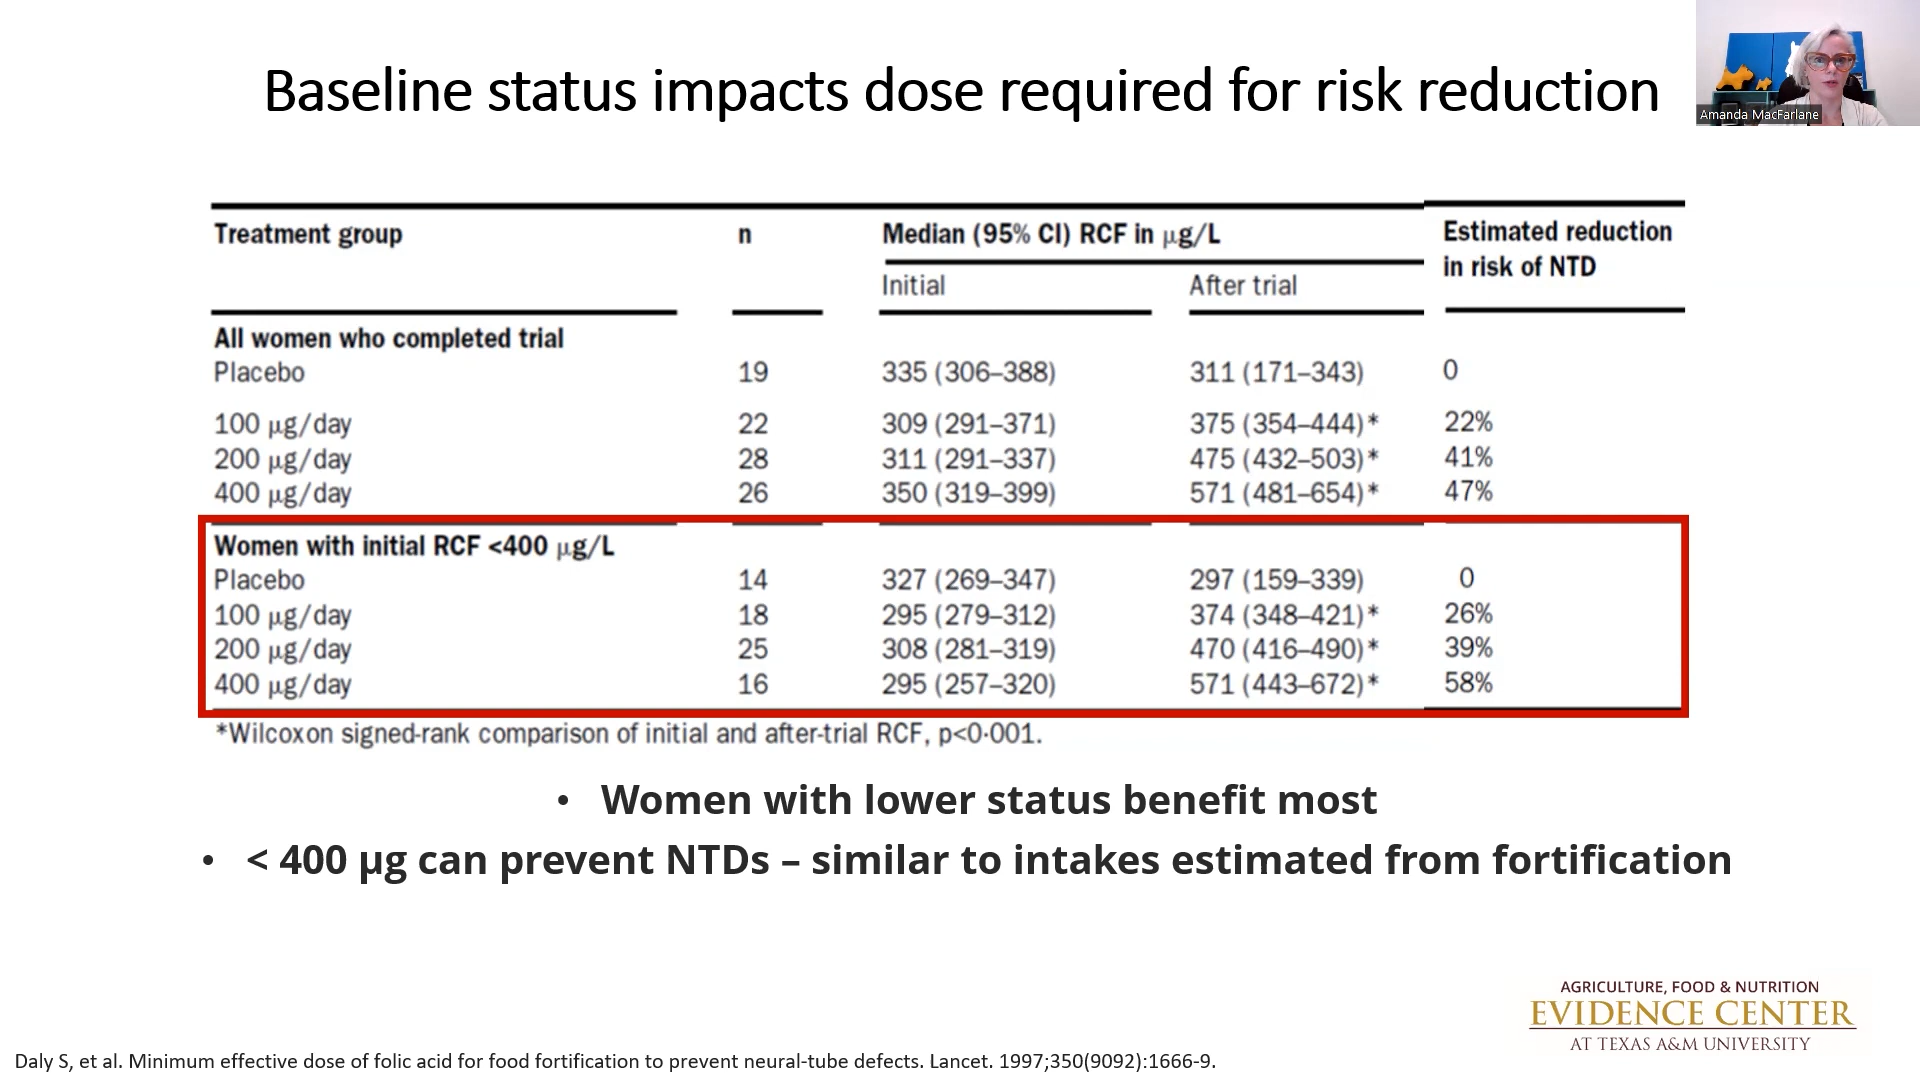 Baseline status impacts dose required for risk reduction
Amanda MacFarlane
Treatment group n Median (95% CI) RCF in µg/L Estimated reduction
in risk of NTD
Initial After trial
All women who completed trial
Placebo 19 335 (306–388) 311 (171–343) 0
100 µg/day 22 309 (291–371) 375 (354–444)* 22%
200 µg/day 28 311 (291–337) 475 (432–503)* 41%
400 µg/day 26 350 (319–399) 571 (481–654)* 47%
Women with initial RCF <400 µg/L
Placebo 14 327 (269–347) 297 (159–339) 0
100 µg/day 18 295 (279–312) 374 (348–421)* 26%
200 µg/day 25 308 (281–319) 470 (416–490)* 39%
400 µg/day 16 295 (257–320) 571 (443–672)* 58%
*Wilcoxon signed-rank comparison of initial and after-trial RCF, p<0·001.
• Women with lower status benefit most
• < 400 µg can prevent NTDs – similar to intakes estimated from fortification
AGRICULTURE, FOOD & NUTRITION
EVIDENCE CENTER
AT TEXAS A&M UNIVERSITY
Daly S, et al. Minimum effective dose of folic acid for food fortification to prevent neural-tube defects. Lancet. 1997;350(9092):1666-9.